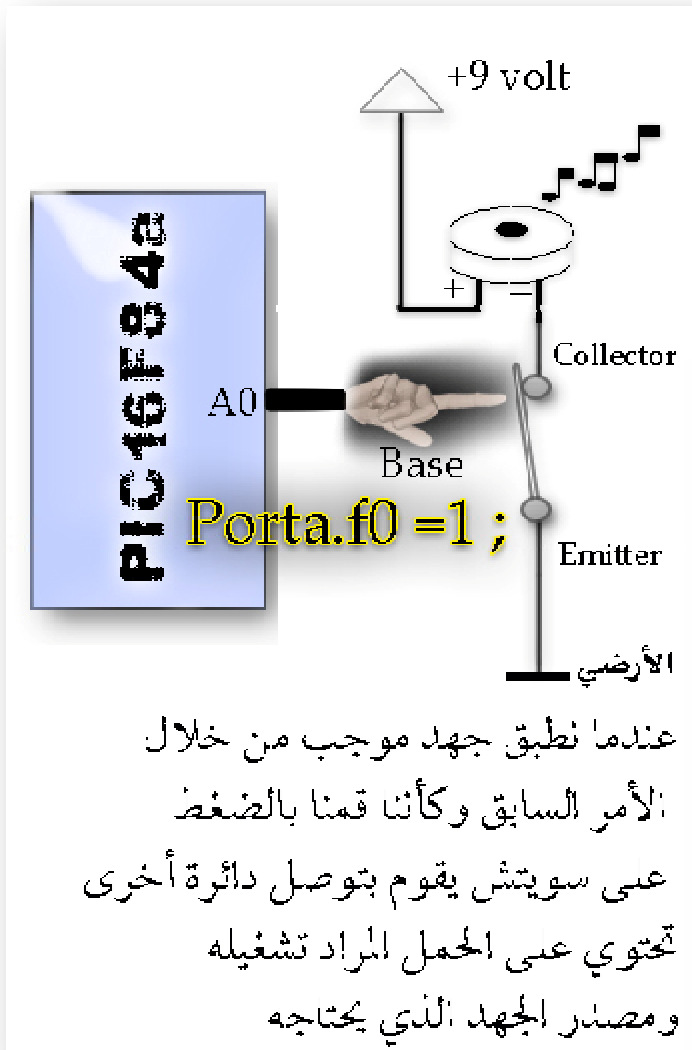 +9 volt
+ −
Collector
PIC16F84a
A0
Base
Porta.f0 =1 ;
Emitter
الأرضي
عندما نطبق جهد موجب من خلال
الأمر السابق وكأننا قمنا بالضغط
على سويتش يقوم بتوصل دائرة أخرى
تحتوي على الحمل المراد تشغيله
ومصدر الجهد الذي يحتاجه